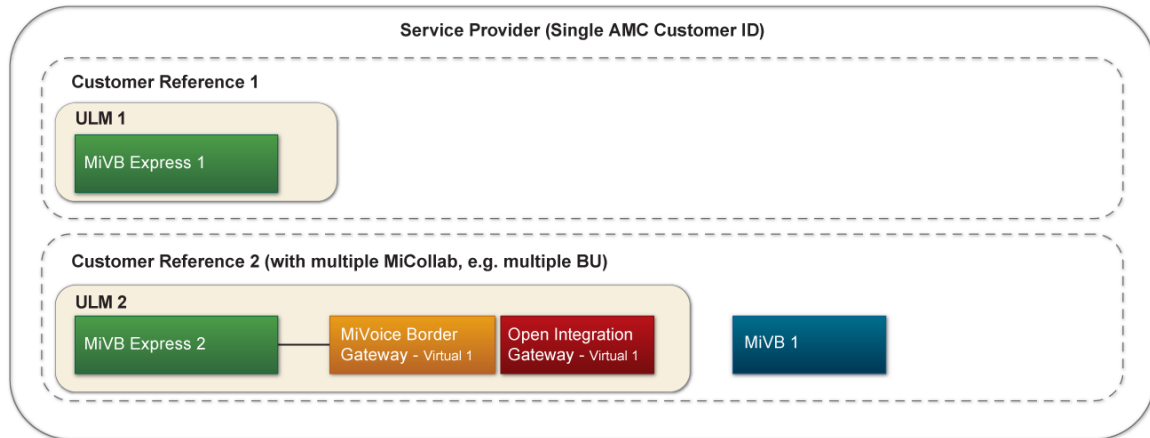 Service Provider (Single AMC Customer ID)
Customer Reference 1
ULM 1
MiVB Express 1
Customer Reference 2 (with multiple MiCollab, e.g. multiple BU)
ULM 2
MiVB Express 2
MiVoice Border
Gateway - Virtual 1
Open Integration
Gateway - Virtual 1
MiVB 1